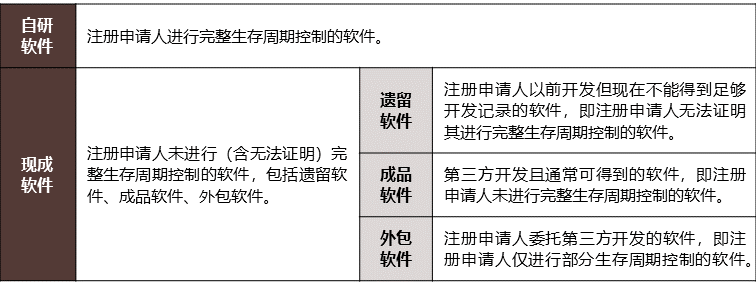 自研
软件
注册申请人进行完整生存周期控制的软件。
现成
软件
注册申请人未进行（含无法证明）完
整生存周期控制的软件，包括遗留软
件、成品软件、外包软件。
遗留
软件
注册申请人以前开发但现在不能得到足够
开发记录的软件，即注册申请人无法证明
其进行完整生存周期控制的软件。
成品
软件
第三方开发且通常可得到的软件，即注册
申请人未进行完整生存周期控制的软件。
外包
软件
注册申请人委托第三方开发的软件，即注
册申请人仅进行部分生存周期控制的软件。